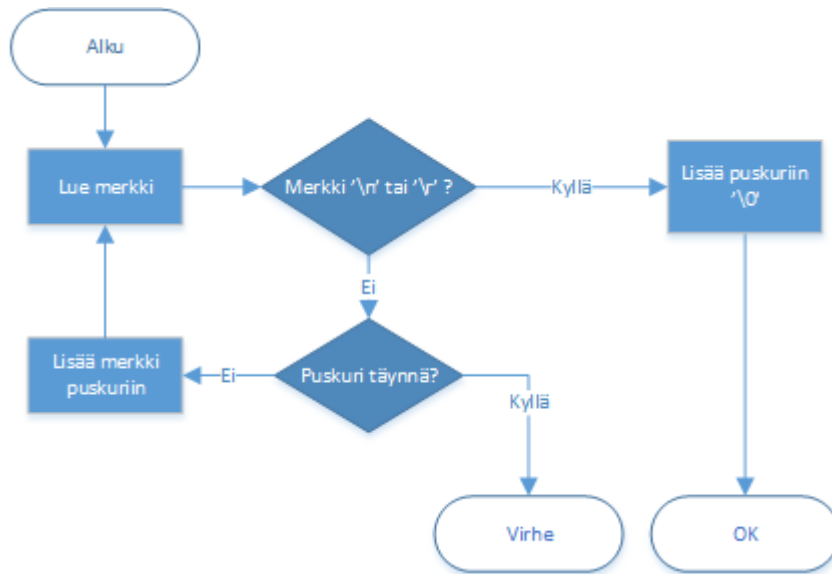 Alku
Lue merkki
Merkki '\n' tai '\r' ?
Kyllä
Lisää puskuriin
'\0'
Ei
Lisää merkki
puskuriin
Ei
Puskuri täynnä?
Kyllä
Virhe
OK